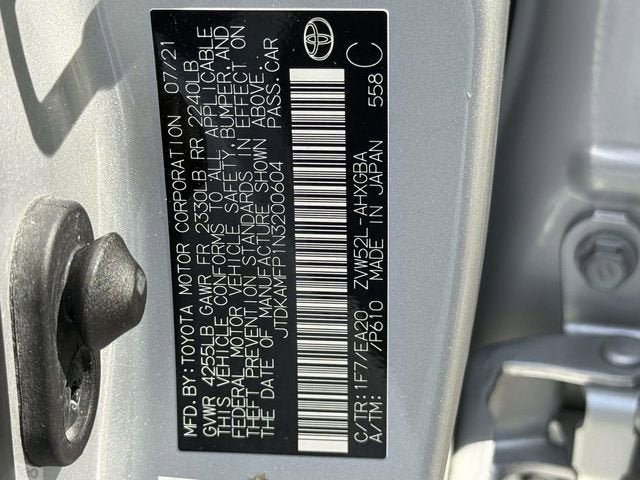 MFD. BY: TOYOTA MOTOR CORPORATION 07/21
GVWR 4255LB GAWR FR 2330LB RR 2240LB
THIS VEHICLE CONFORMS TO ALL APPLICABLE
FEDERAL MOTOR VEHICLE SAFETY, BUMPER, AND
THEFT PREVENTION STANDARDS IN EFFECT ON
THE DATE OF MANUFACTURE SHOWN ABOVE.
JTDKAMFP1N3200604 PASS.CAR
C/TR: 1F7/EA20 ZVW52L-AHXGBA 558 C
A/TM: /P610 MADE IN JAPAN